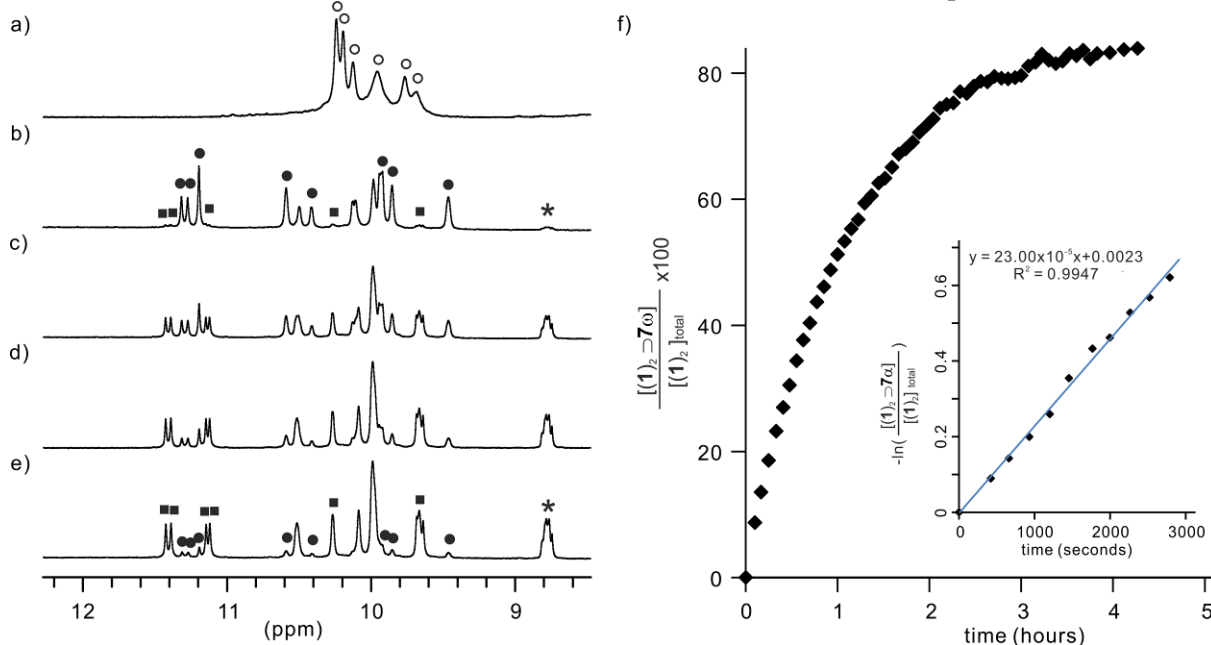 a)
b)
c)
d)
e)
*
*
12 11 10 9
(ppm)
f)
[(1)₂ ⊃7ω]
[(1)₂ ]total
x100
80
60
40
20
0
0 1 2 3 4 5
time (hours)
y = 23.00x10⁻⁵x+0.0023
R² = 0.9947
-ln(
[(1)₂ ⊃7α]
[(1)₂] total
)
0.6
0.4
0.2
0
0 1000 2000 3000
time (seconds)